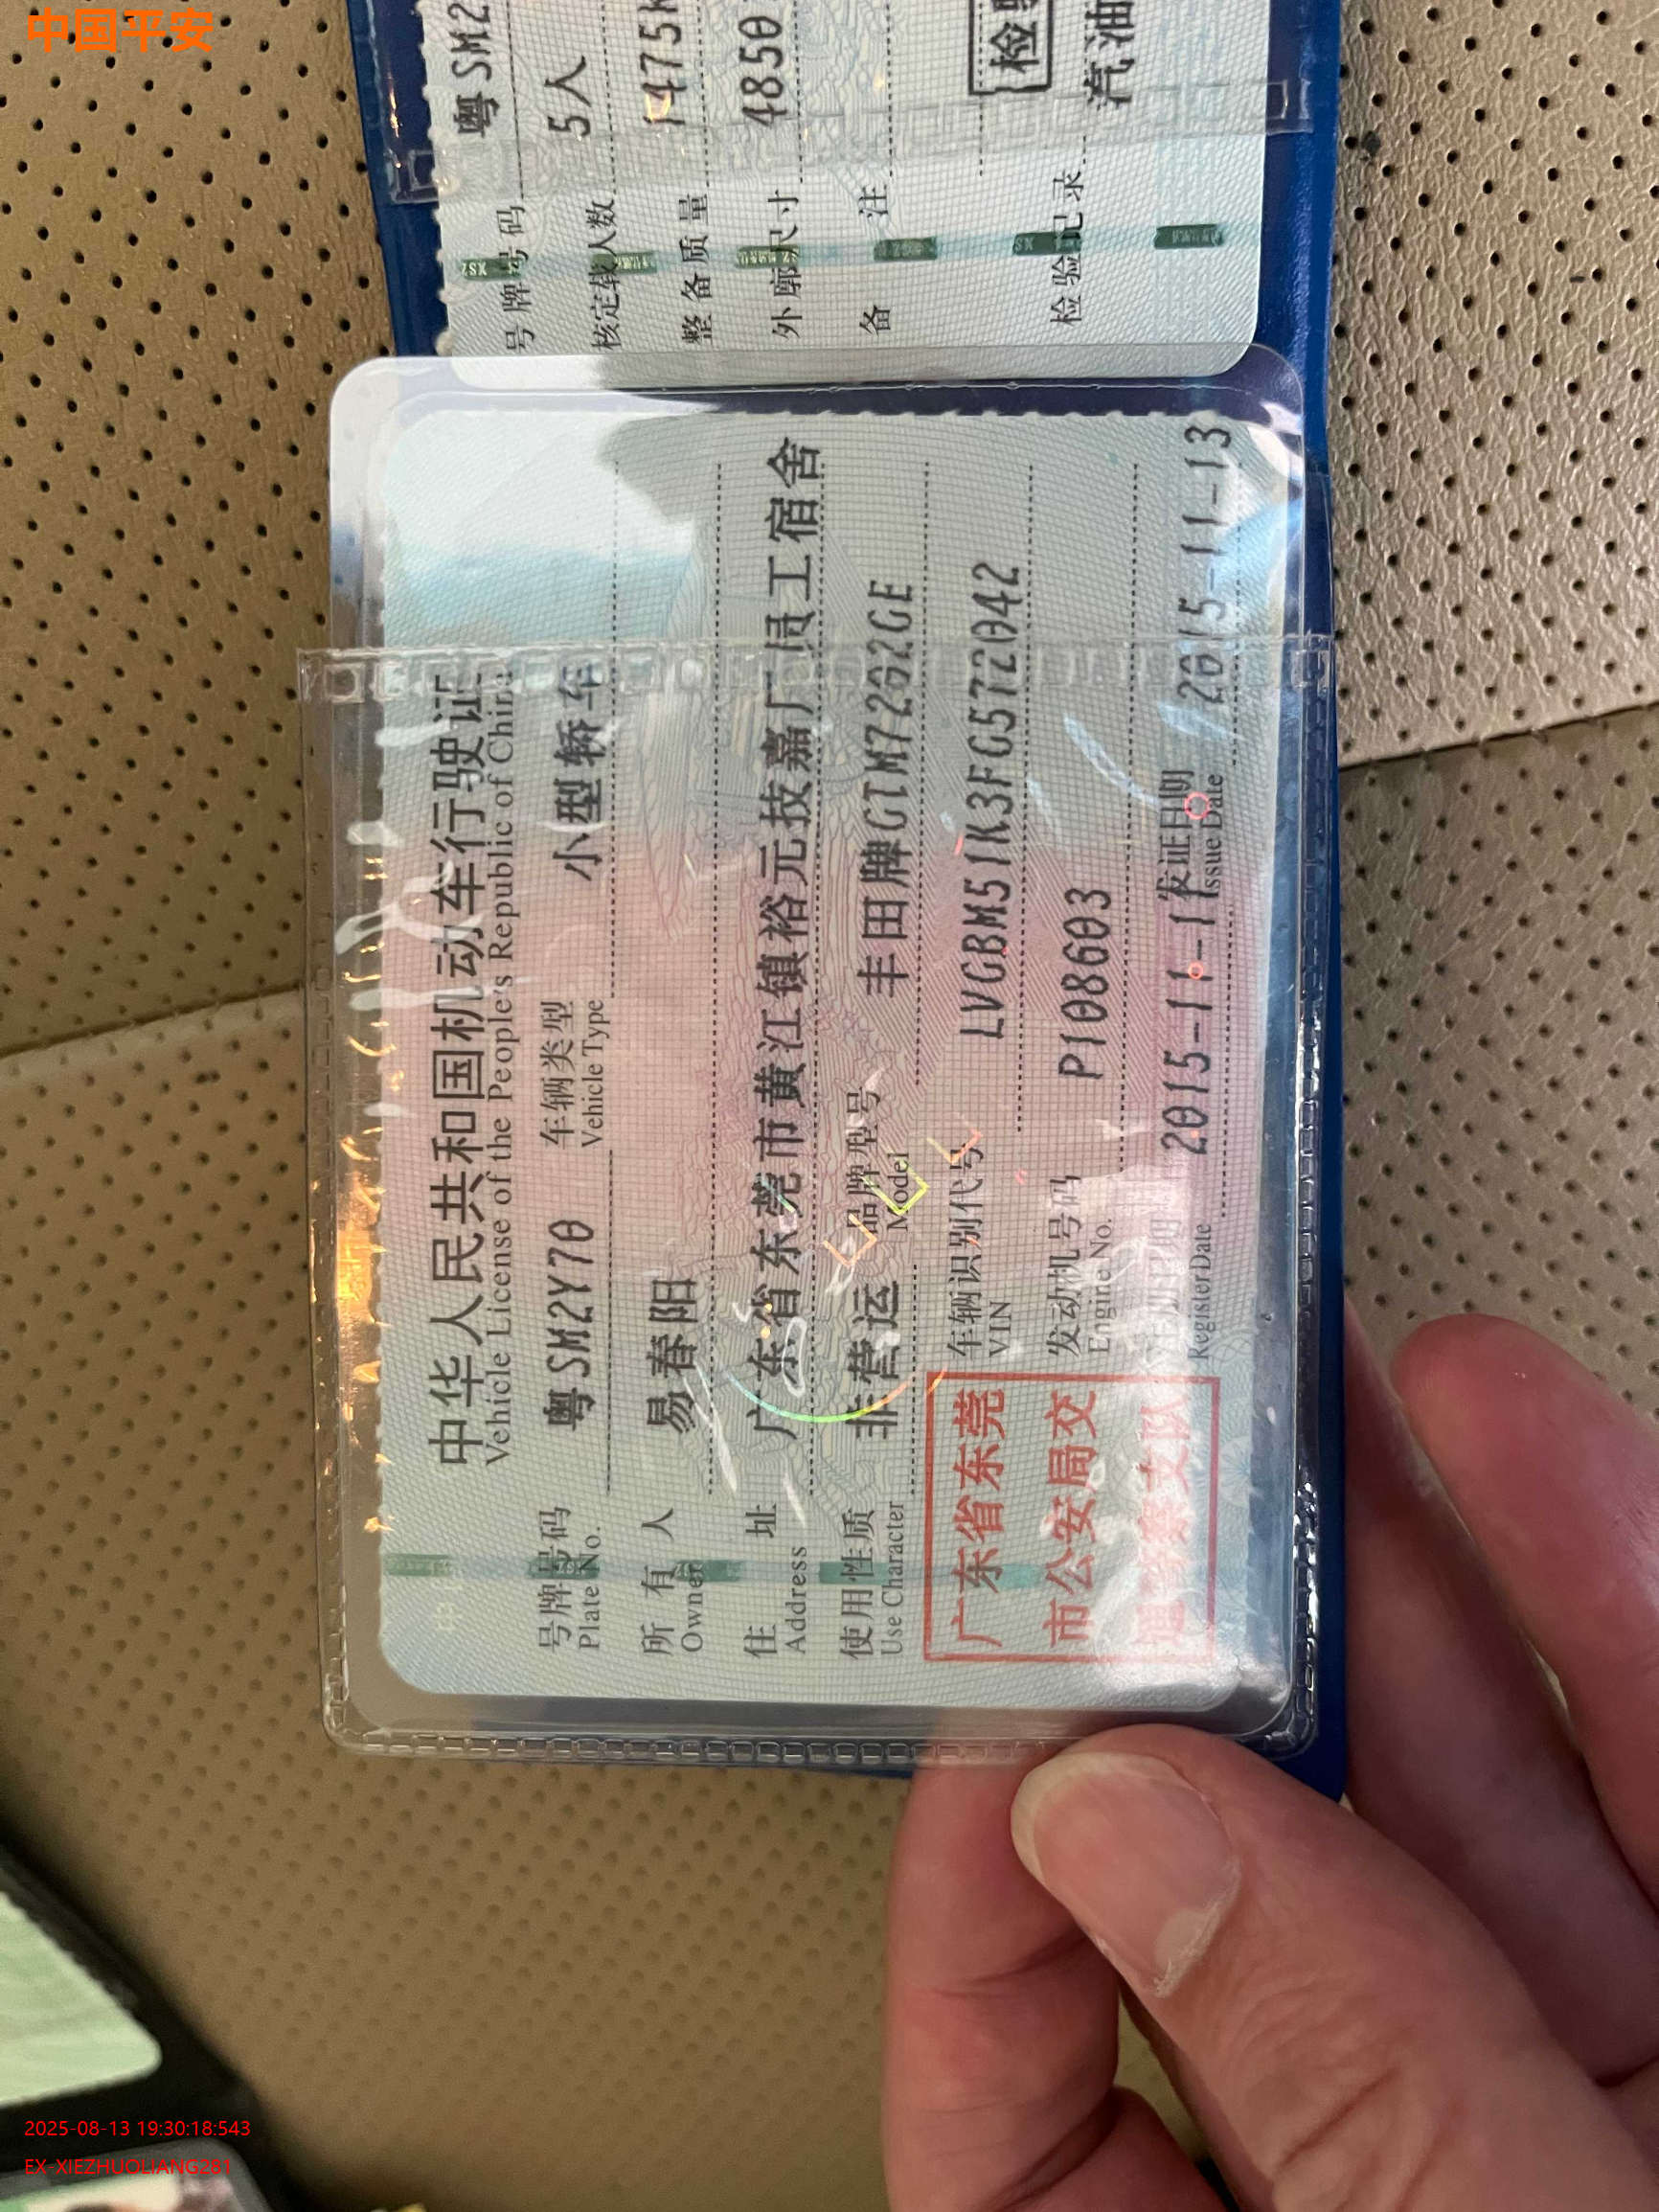 中国平安
中华人民共和国机动车行驶证
Vehicle License of the People's Republic of China
号牌号码 粤SM2Y70 车辆类型 小型轿车
Plate No. Vehicle Type
所有人 易春阳
Owner
住址 广东省东莞市黄江镇裕元技嘉厂员工宿舍
Address
使用性质 非营运 品牌型号 丰田牌GTM7202GE
Use Character Model
车辆识别代号 LVGBM51K3FG572042
VIN
发动机号码 P108603
Engine No.
注册日期 2015-11-1 发证日期 2015-11-13
Register Date Issue Date
广东省东莞
市公安局交
通警察支队
号牌号码 粤SM2
核定载人数 5人
整备质量 1475k
外廓尺寸 4850
备注
检验记录
检
汽油
2025-08-13 19:30:18:543
EX-XIEZHUOLIANG281